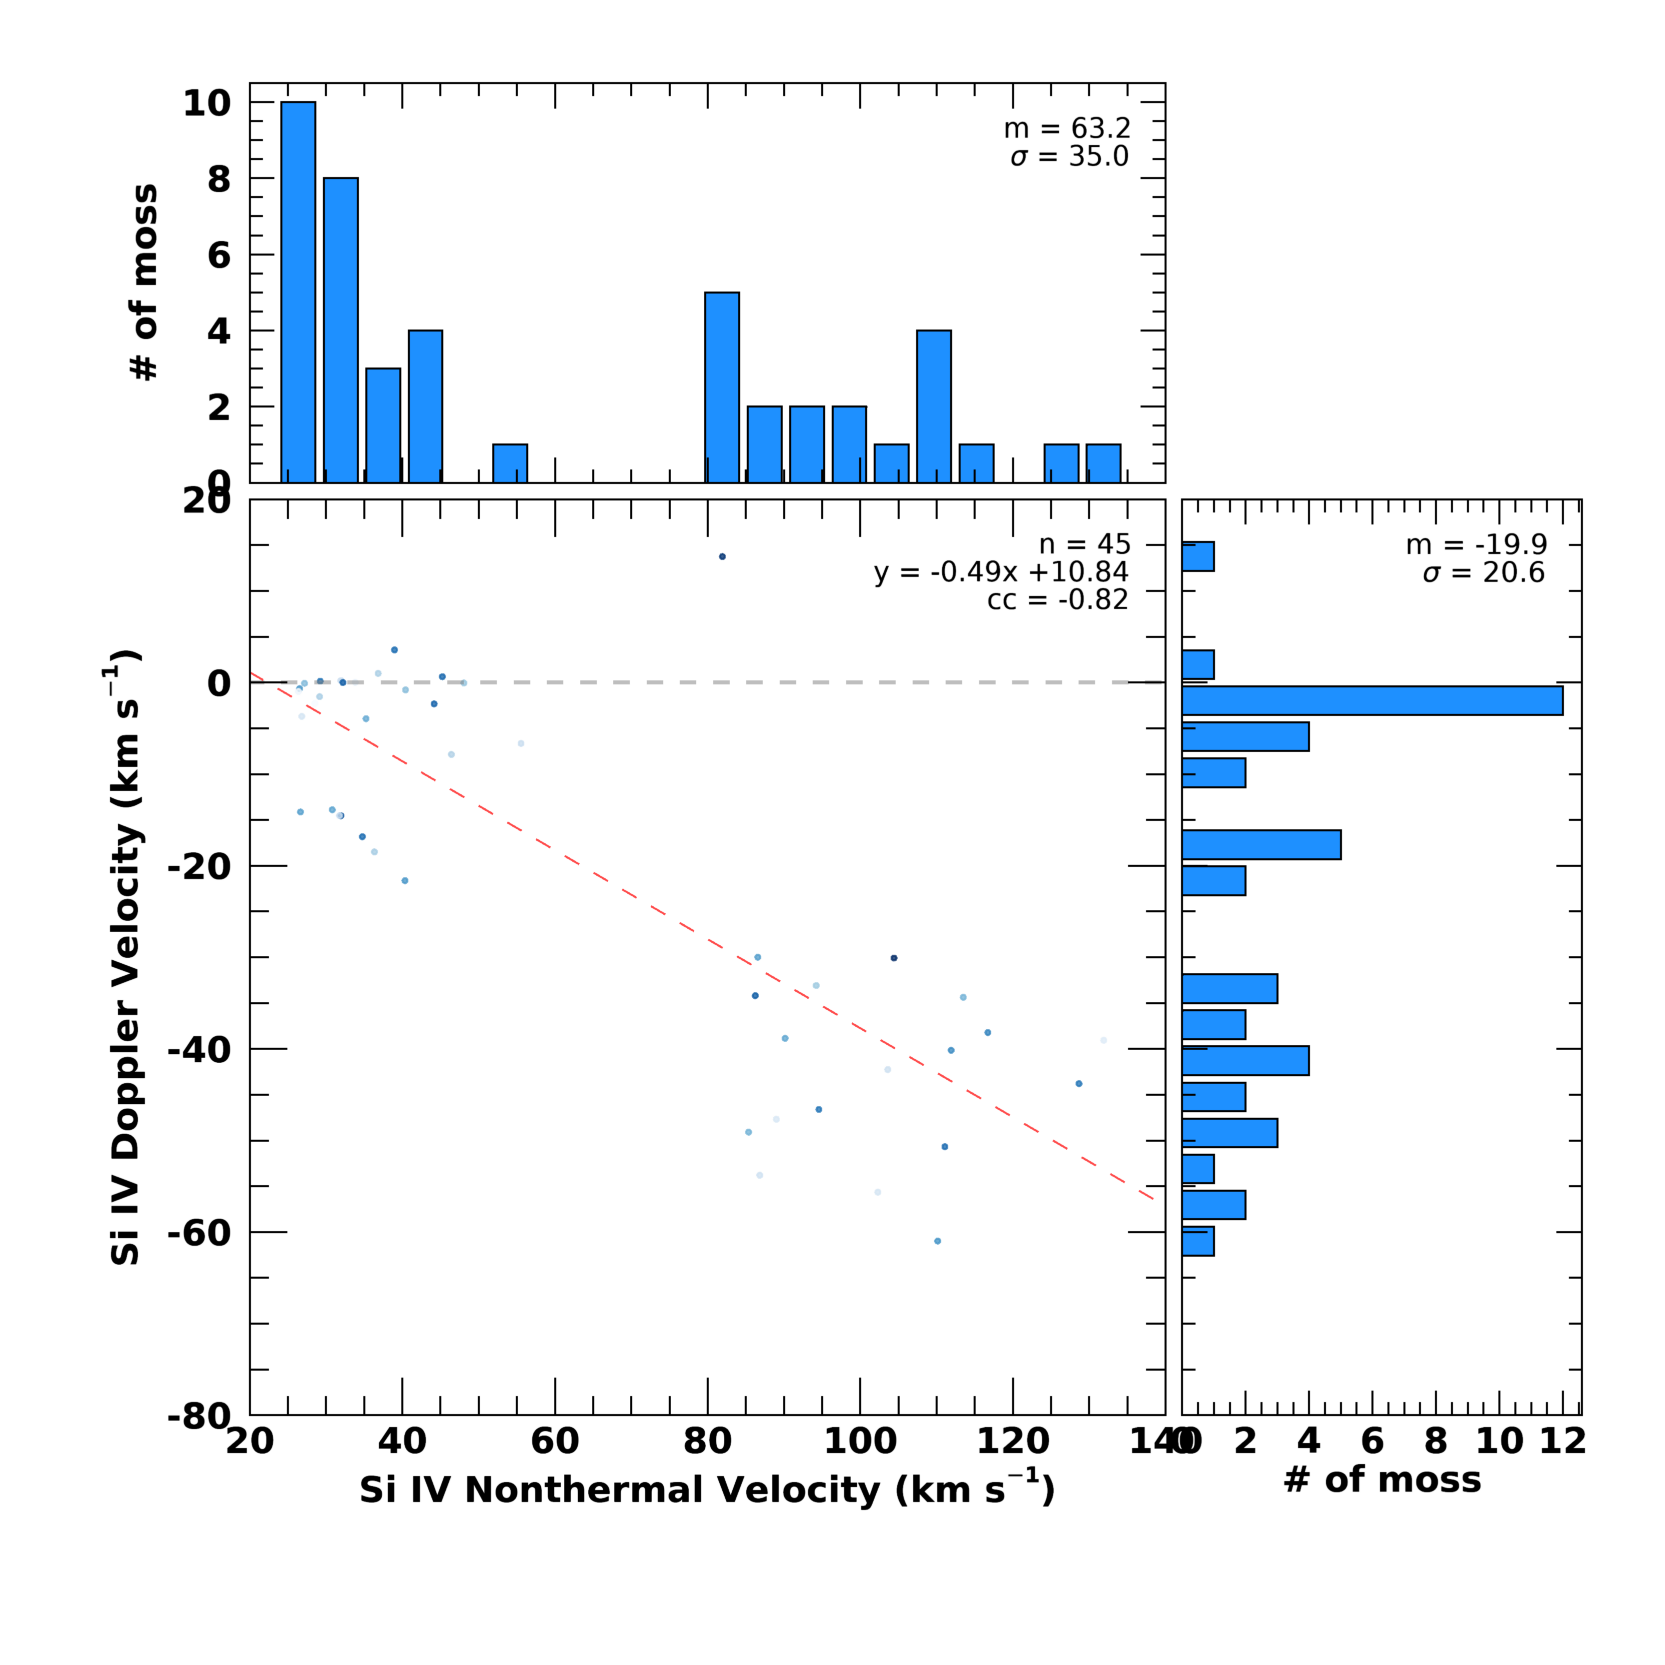 10
8
6
4
2
0
# of moss
m = 63.2
σ = 35.0
20
0
-20
-40
-60
-80
Si IV Doppler Velocity (km s⁻¹)
n = 45
y = -0.49x +10.84
cc = -0.82
m = -19.9
σ = 20.6
20 40 60 80 100 120 140
Si IV Nonthermal Velocity (km s⁻¹)
0 2 4 6 8 10 12
# of moss